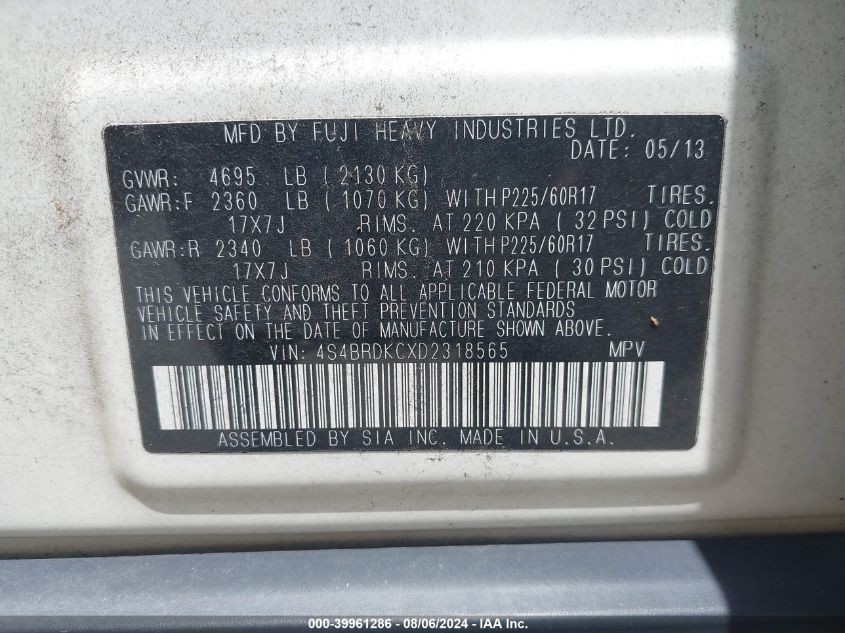 MFD BY FUJI HEAVY INDUSTRIES LTD.
DATE: 05/13
GVWR: 4695 LB (2130 KG)
GAWR:F 2360 LB (1070 KG) WITH P225/60R17 TIRES.
17X7J RIMS. AT 220 KPA (32 PSI) COLD
GAWR:R 2340 LB (1060 KG) WITH P225/60R17 TIRES.
17X7J RIMS. AT 210 KPA (30 PSI) COLD
THIS VEHICLE CONFORMS TO ALL APPLICABLE FEDERAL MOTOR
VEHICLE SAFETY AND THEFT PREVENTION STANDARDS
IN EFFECT ON THE DATE OF MANUFACTURE SHOWN ABOVE.
VIN: 4S4BRDKCXD2318565 MPV
ASSEMBLED BY SIA INC. MADE IN U.S.A.
000-39961286 - 08/06/2024 - IAA Inc.